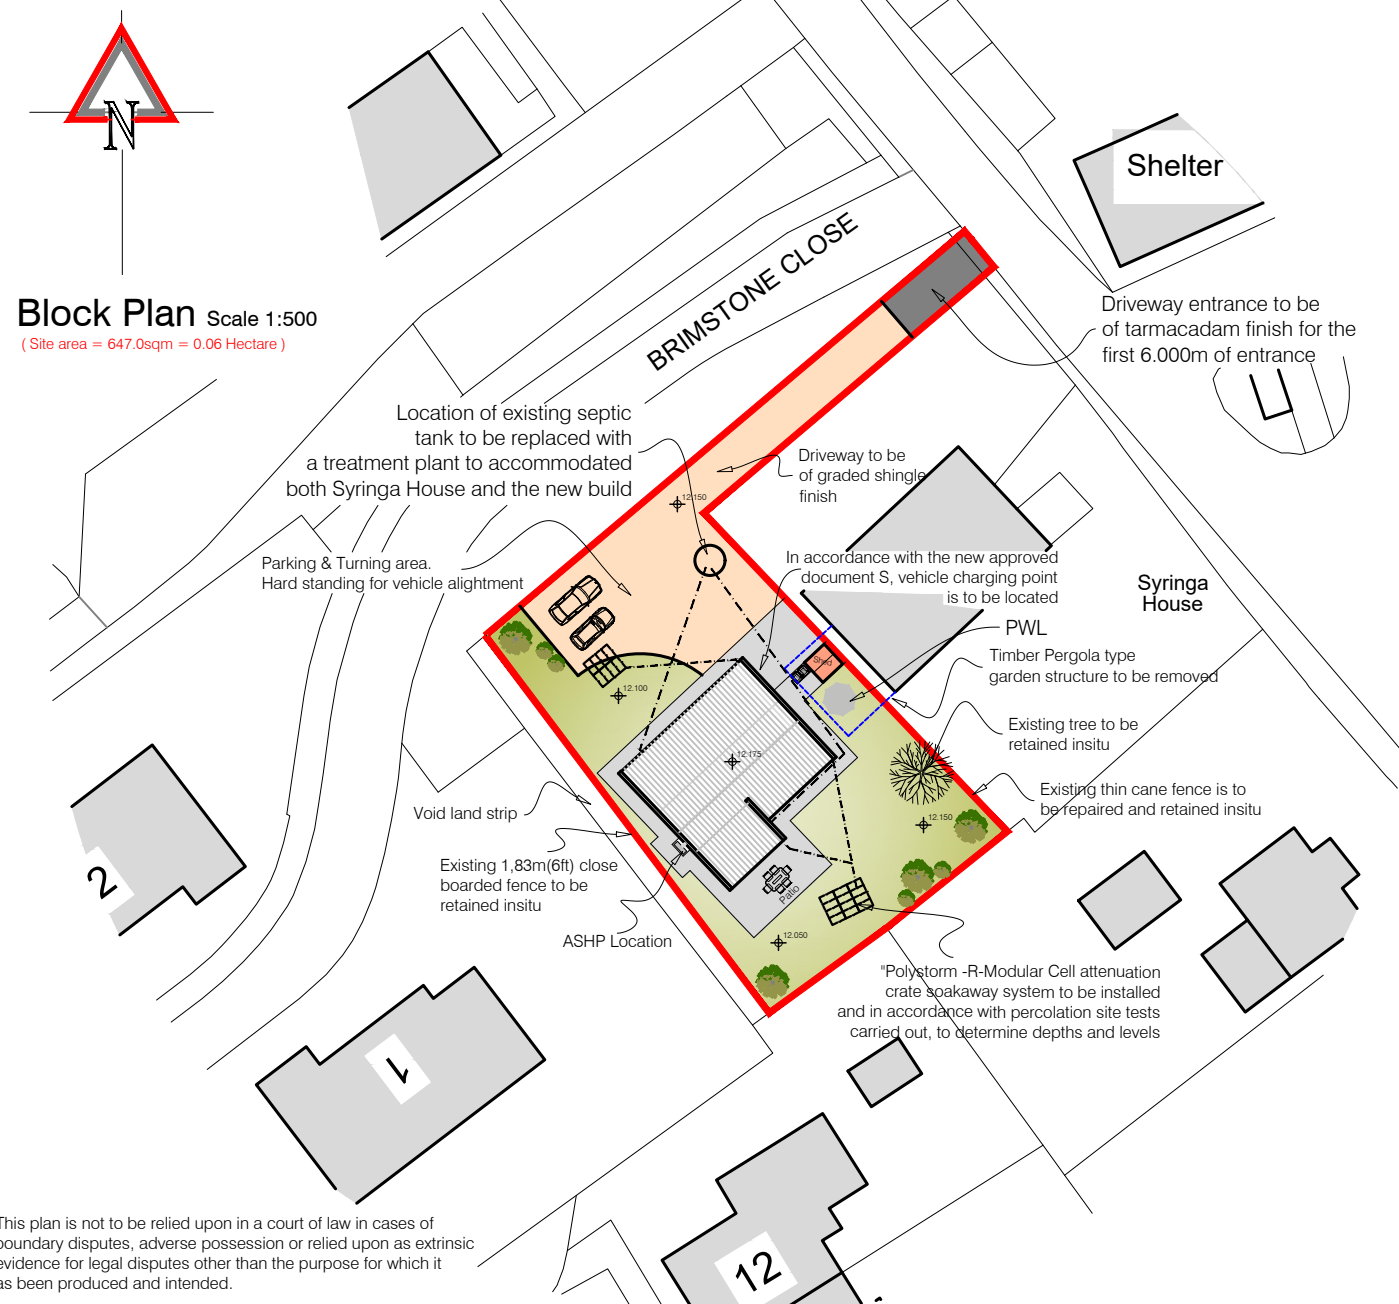 N
Block Plan Scale 1:500
( Site area = 647.0sqm = 0.06 Hectare )
Shelter
BRIMSTONE CLOSE
Driveway entrance to be
of tarmacadam finish for the
first 6.000m of entrance
Location of existing septic
tank to be replaced with
a treatment plant to accommodated
both Syringa House and the new build
Driveway to be
of graded shingle
finish
12.150
Parking & Turning area.
Hard standing for vehicle alightment
In accordance with the new approved
document S, vehicle charging point
is to be located
Syringa
House
PWL
Timber Pergola type
garden structure to be removed
Shed
12.100
Existing tree to be
retained insitu
12.175
Existing thin cane fence is to
be repaired and retained insitu
Void land strip
12.150
Existing 1,83m(6ft) close
boarded fence to be
retained insitu
2
Patio
ASHP Location
12.050
"Polystorm -R-Modular Cell attenuation
crate soakaway system to be installed
and in accordance with percolation site tests
carried out, to determine depths and levels
1
12
This plan is not to be relied upon in a court of law in cases of
boundary disputes, adverse possession or relied upon as extrinsic
evidence for legal disputes other than the purpose for which it
has been produced and intended.